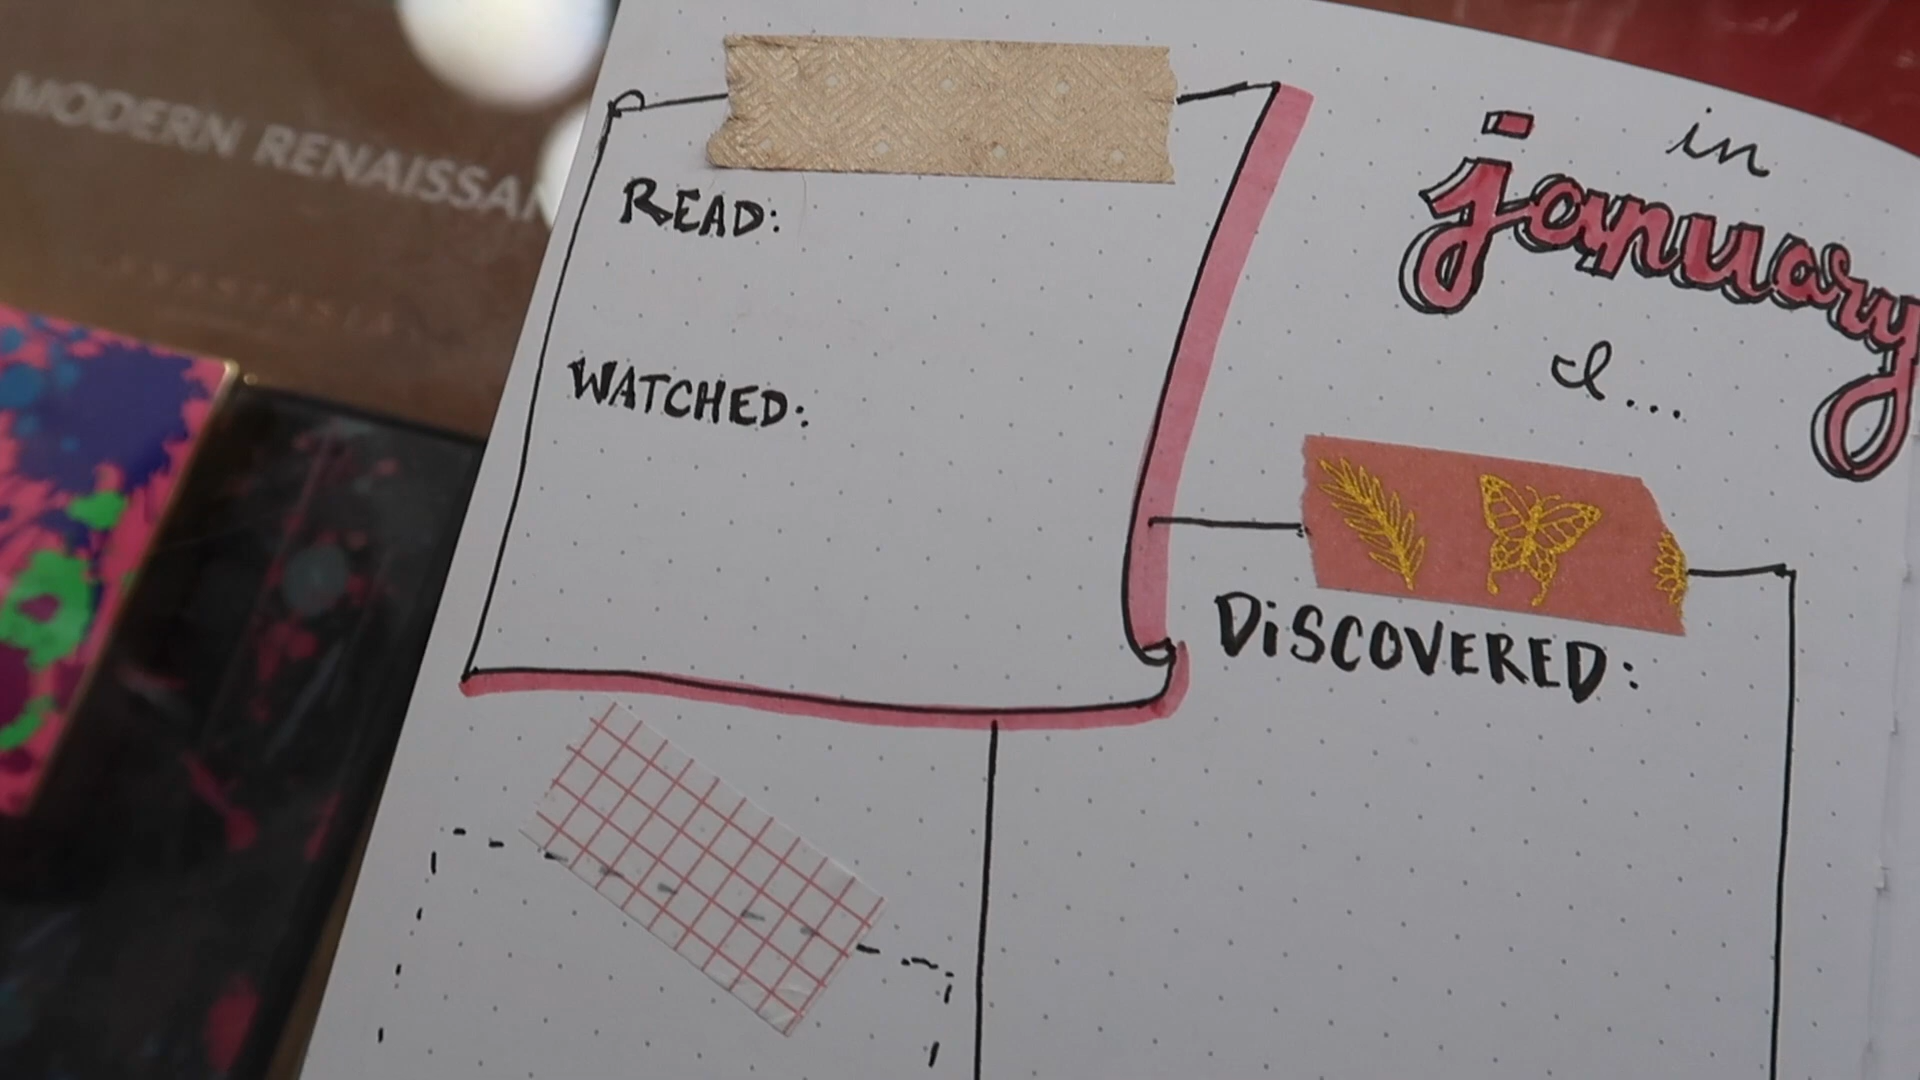 MODERN RENAISSAN
READ:
WATCHED:
in
january
I...
DISCOVERED: